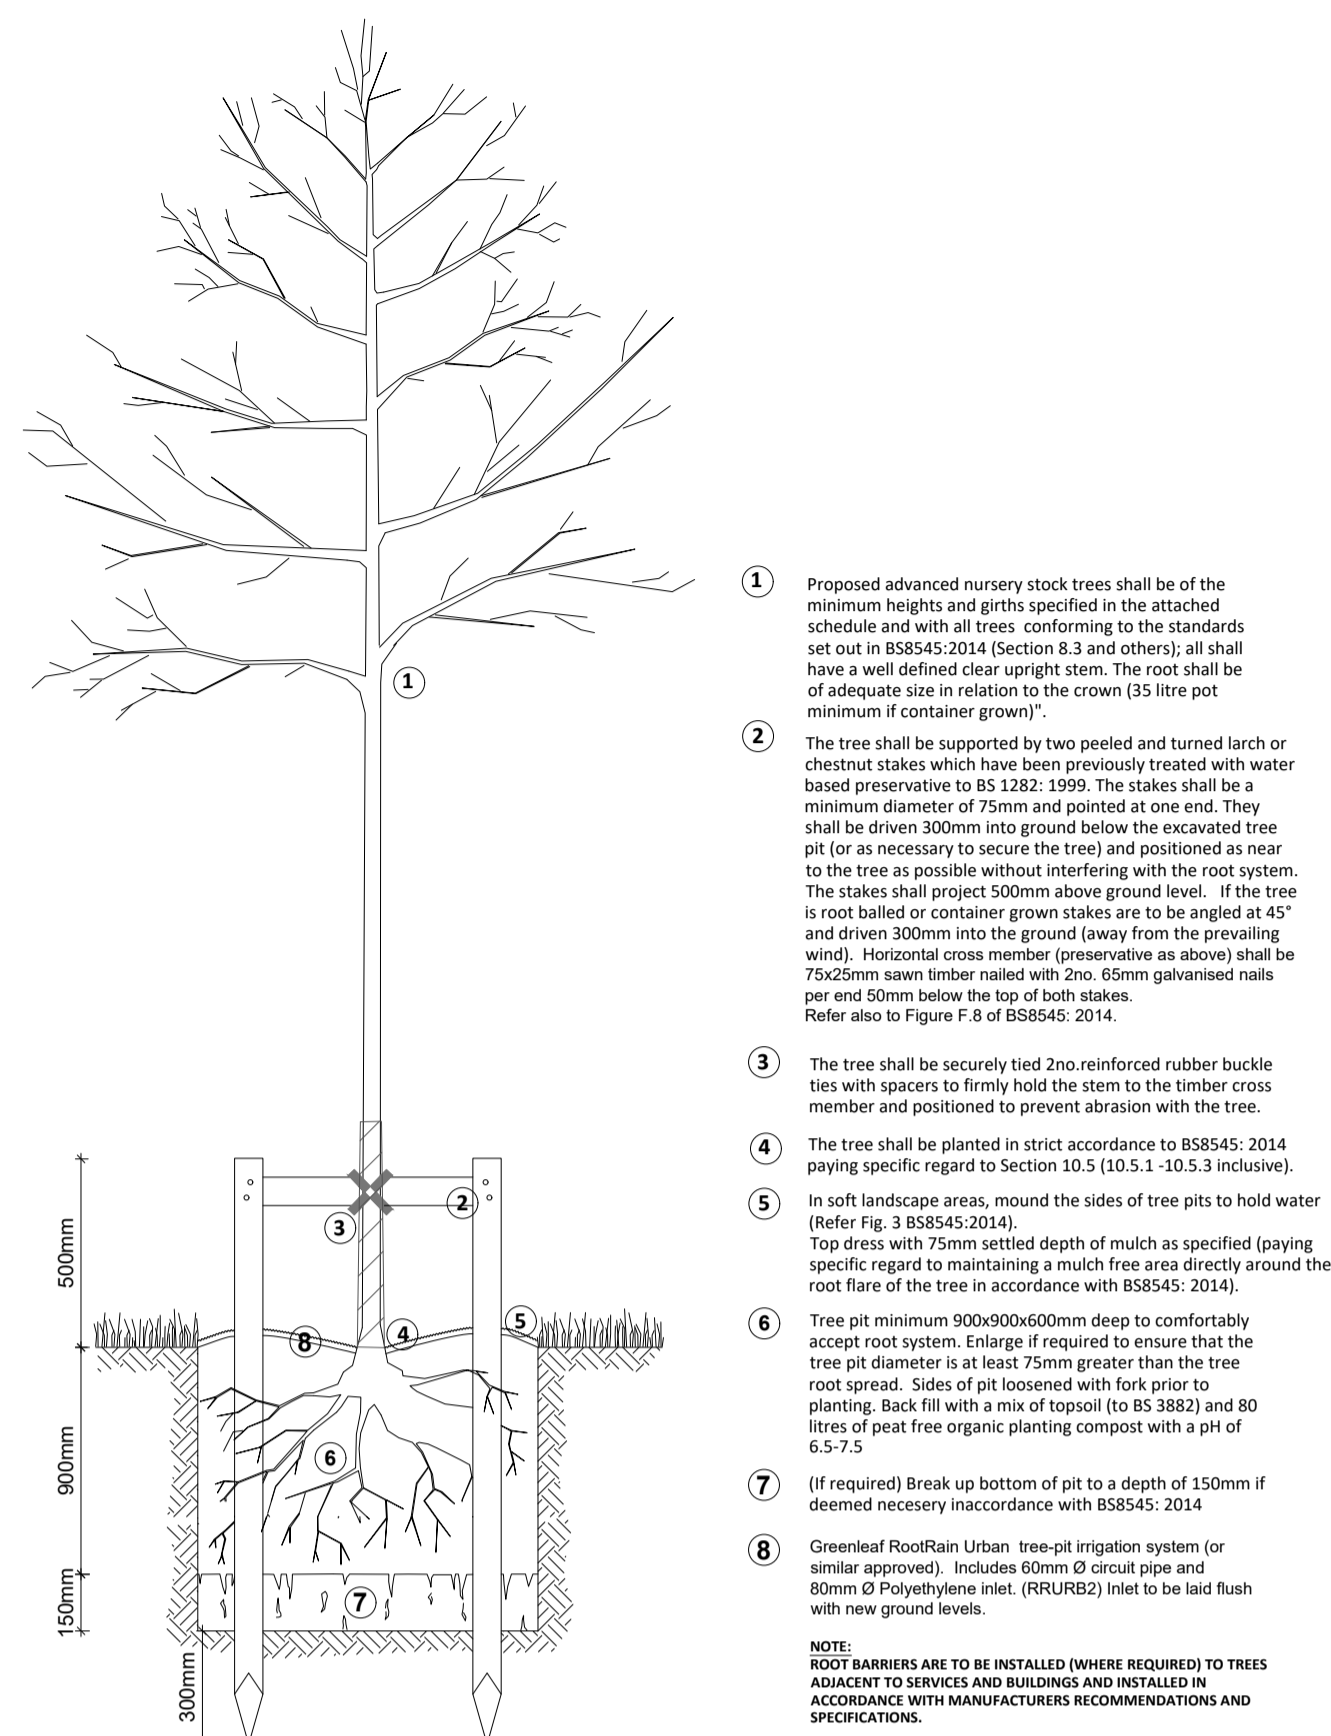 1
Proposed advanced nursery stock trees shall be of the
minimum heights and girths specified in the attached
schedule and with all trees conforming to the standards
set out in BS8545:2014 (Section 8.3 and others); all shall
have a well defined clear upright stem. The root shall be
of adequate size in relation to the crown (35 litre pot
minimum if container grown)".
2
The tree shall be supported by two peeled and turned larch or
chestnut stakes which have been previously treated with water
based preservative to BS 1282: 1999. The stakes shall be a
minimum diameter of 75mm and pointed at one end. They
shall be driven 300mm into ground below the excavated tree
pit (or as necessary to secure the tree) and positioned as near
to the tree as possible without interfering with the root system.
The stakes shall project 500mm above ground level. If the tree
is root balled or container grown stakes are to be angled at 45°
and driven 300mm into the ground (away from the prevailing
wind). Horizontal cross member (preservative as above) shall be
75x25mm sawn timber nailed with 2no. 65mm galvanised nails
per end 50mm below the top of both stakes.
Refer also to Figure F.8 of BS8545: 2014.
3
The tree shall be securely tied 2no.reinforced rubber buckle
ties with spacers to firmly hold the stem to the timber cross
member and positioned to prevent abrasion with the tree.
4
The tree shall be planted in strict accordance to BS8545: 2014
paying specific regard to Section 10.5 (10.5.1 -10.5.3 inclusive).
5
In soft landscape areas, mound the sides of tree pits to hold water
(Refer Fig. 3 BS8545:2014).
Top dress with 75mm settled depth of mulch as specified (paying
specific regard to maintaining a mulch free area directly around the
root flare of the tree in accordance with BS8545: 2014).
6
Tree pit minimum 900x900x600mm deep to comfortably
accept root system. Enlarge if required to ensure that the
tree pit diameter is at least 75mm greater than the tree
root spread. Sides of pit loosened with fork prior to
planting. Back fill with a mix of topsoil (to BS 3882) and 80
litres of peat free organic planting compost with a pH of
6.5-7.5
7
(If required) Break up bottom of pit to a depth of 150mm if
deemed necesery inaccordance with BS8545: 2014
8
Greenleaf RootRain Urban tree-pit irrigation system (or
similar approved). Includes 60mm Ø circuit pipe and
80mm Ø Polyethylene inlet. (RRURB2) Inlet to be laid flush
with new ground levels.
NOTE:
ROOT BARRIERS ARE TO BE INSTALLED (WHERE REQUIRED) TO TREES
ADJACENT TO SERVICES AND BUILDINGS AND INSTALLED IN
ACCORDANCE WITH MANUFACTURERS RECOMMENDATIONS AND
SPECIFICATIONS.
1
2
3
4
5
8
6
7
500mm
900mm
150mm
300mm